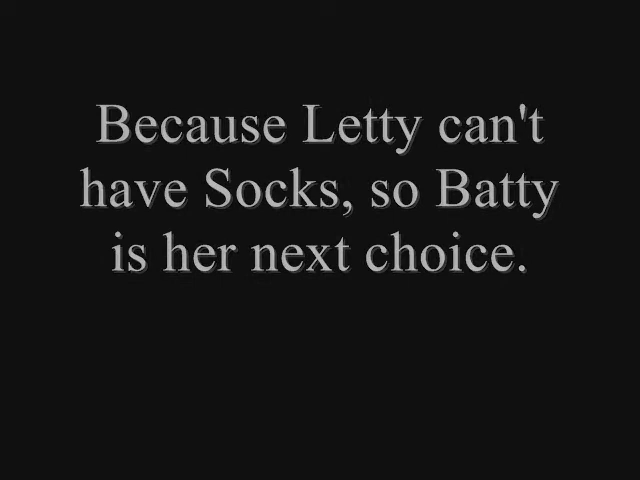 Because Letty can't
have Socks, so Batty
is her next choice.